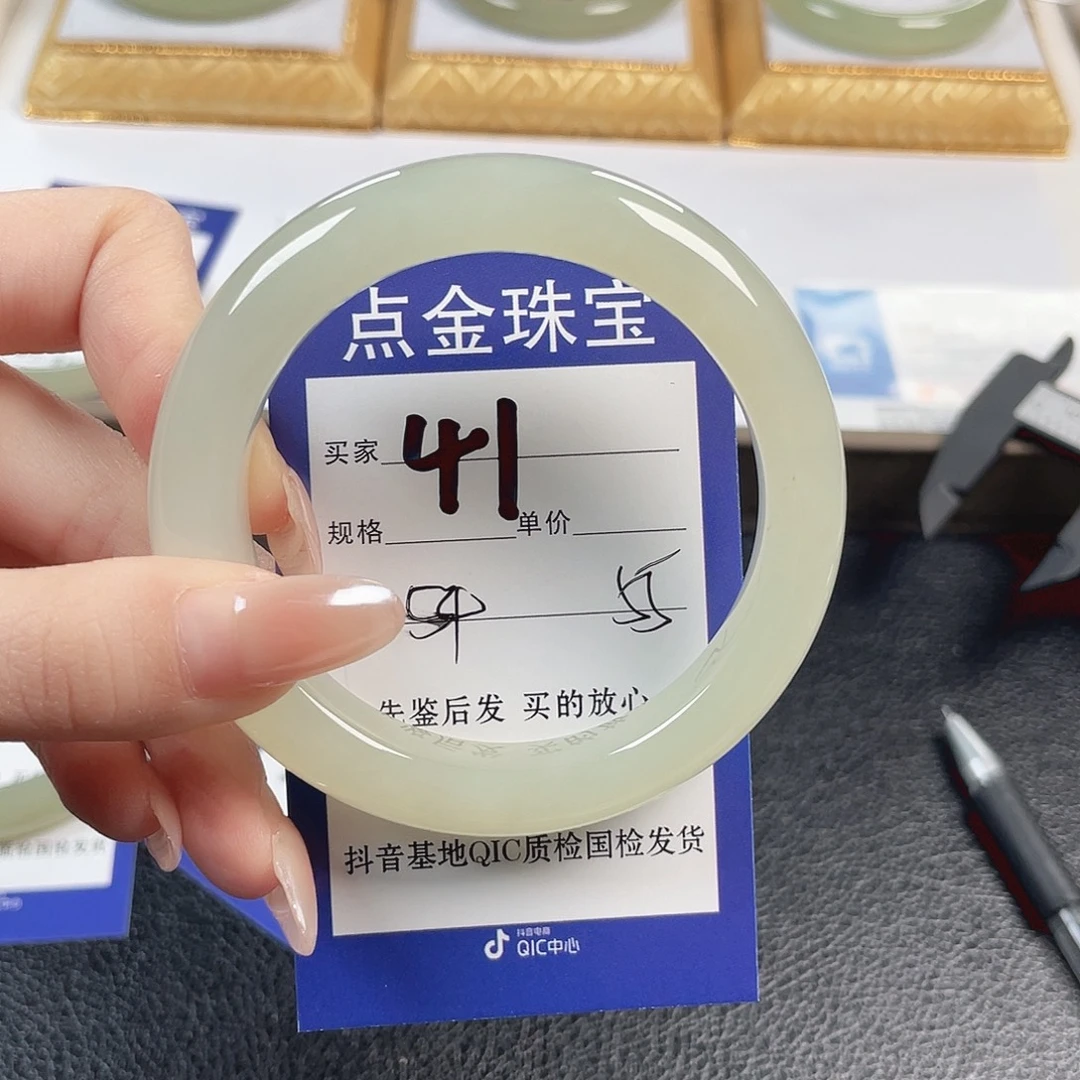 点金珠宝
买家 41
规格 单价
先鉴后发 买的放心
抖音基地QIC质检国检发货
抖音电商
QIC中心